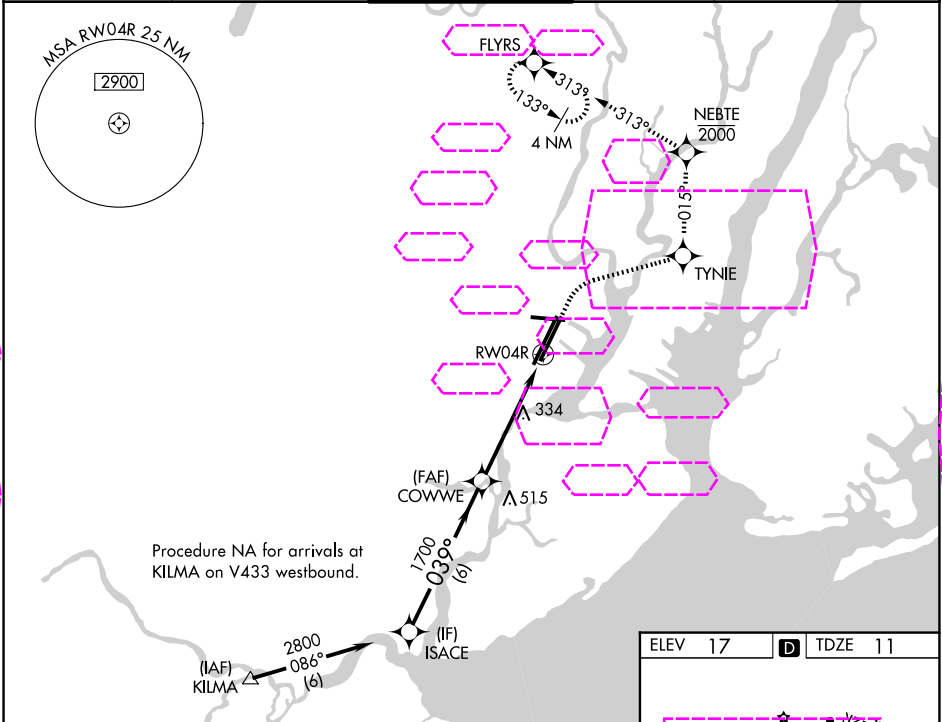 MSA RW04R 25 NM
2900
FLYRS
313°
133°
4 NM
313°
NEBTE
2000
015°
TYNIE
RW04R
334
(FAF)
COWWE
515
1700
039°
(6)
Procedure NA for arrivals at
KILMA on V433 westbound.
(IF)
ISACE
2800
086°
(6)
(IAF)
KILMA
ELEV 17 D TDZE 11